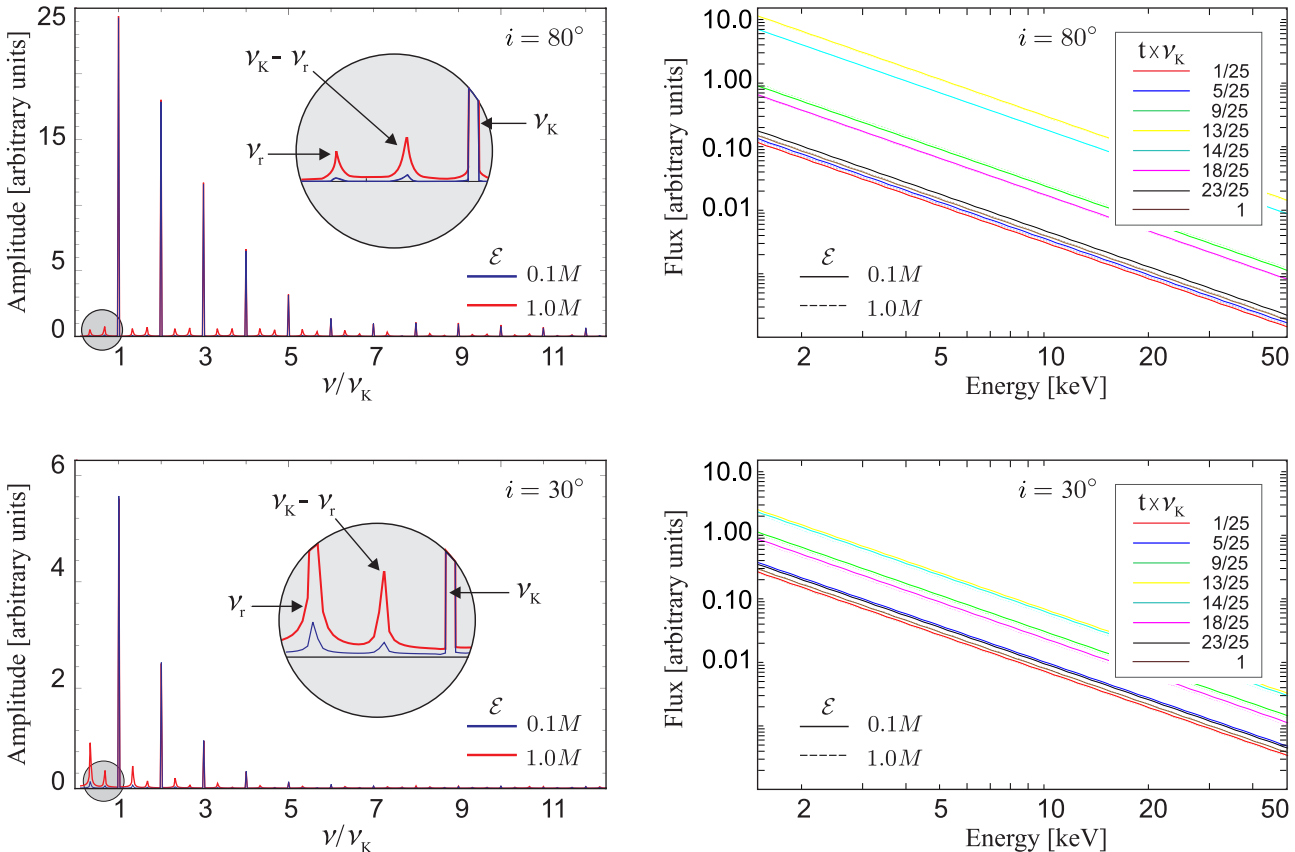 Amplitude [arbitrary units]
25
15
5
0
i = 80°
ν_K - ν_r
ν_r
ν_K
ℰ
0.1M
1.0M
1 3 5 7 9 11
ν/ν_K
Flux [arbitrary units]
10.0
1.00
0.10
0.01
i = 80°
t×ν_K
1/25
5/25
9/25
13/25
14/25
18/25
23/25
1
ℰ
0.1M
1.0M
2 5 10 20 50
Energy [keV]
Amplitude [arbitrary units]
6
4
2
0
i = 30°
ν_K - ν_r
ν_r
ν_K
ℰ
0.1M
1.0M
1 3 5 7 9 11
ν/ν_K
Flux [arbitrary units]
10.0
1.00
0.10
0.01
i = 30°
t×ν_K
1/25
5/25
9/25
13/25
14/25
18/25
23/25
1
ℰ
0.1M
1.0M
2 5 10 20 50
Energy [keV]